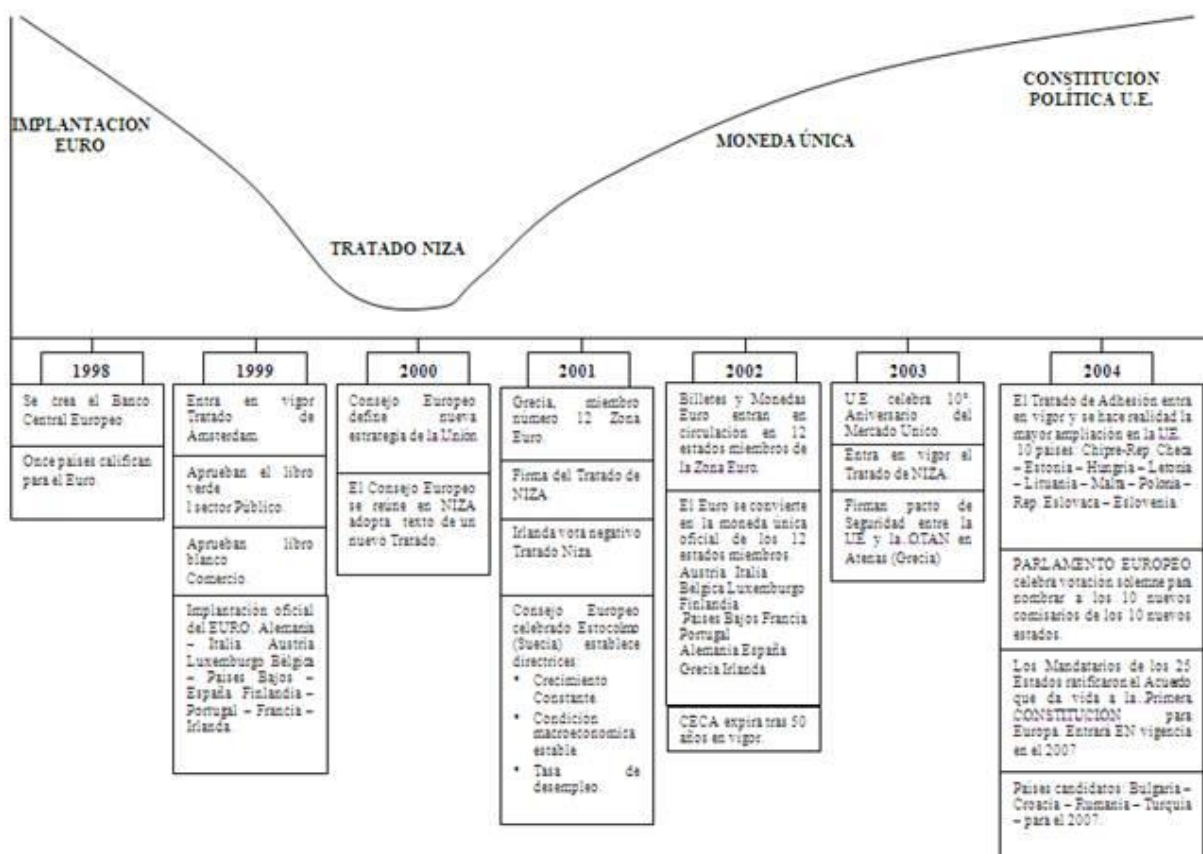 IMPLANTACION
EURO
TRATADO NIZA
MONEDA ÚNICA
CONSTITUCION
POLÍTICA U.E.
1998
Se crea el Banco
Central Europeo
Once países califican
para el Euro.
1999
Entra en vigor
Tratado de
Amsterdam
Aprueban el libro
verde
l sector Público.
Aprueban libro
blanco
Comercio.
Implantación oficial
del EURO: Alemania
– Italia Austria
Luxemburgo Bélgica
– Países Bajos –
España Finlandia –
Portugal – Francia –
Irlanda
2000
Consejo Europeo
define nueva
estrategia de la Unión
El Consejo Europeo
se reune en NIZA
adopta texto de un
nuevo Tratado.
2001
Grecia, miembro
numero 12 Zona
Euro.
Firma del Tratado de
NIZA
Irlanda vota negativo
Tratado Niza
Consejo Europeo
celebrado Estocolmo
(Suecia) establece
directrices:
• Crecimiento
Constante.
• Condición
macroeconomica
estable.
• Tasa de
desempleo.
2002
Billetes y Monedas
Euro entran en
circulación en 12
estados miembros de
la Zona Euro.
El Euro se convierte
en la moneda unica
oficial de los 12
estados miembros.
Austria Italia
Belgica Luxemburgo
Finlandia
Paises Bajos Francia
Portugal
Alemania España
Grecia Irlanda
CECA expira tras 50
años en vigor.
2003
UE celebra 10º.
Aniversario del
Mercado Unico.
Entra en vigor el
Tratado de NIZA.
Firman pacto de
Seguridad entre la
UE y la OTAN en
Atenas (Grecia)
2004
El Tratado de Adhesión entra
en vigor y se hace realidad la
mayor ampliación en la UE.
10 paises: Chipre-Rep. Checa
– Estonia – Hungria – Letonia
– Lituania – Malta – Polonia –
Rep. Eslovaca – Eslovenia.
PARLAMENTO EUROPEO
celebra votación solemne para
nombrar a los 10 nuevos
comisarios de los 10 nuevos
estados.
Los Mandatarios de los 25
Estados ratificaron el Acuerdo
que da vida a la Primera
CONSTITUCION para
Europa. Entrará EN vigencia
en el 2007
Paises candidatos: Bulgaria –
Croacia – Rumania – Turquia
– para el 2007.